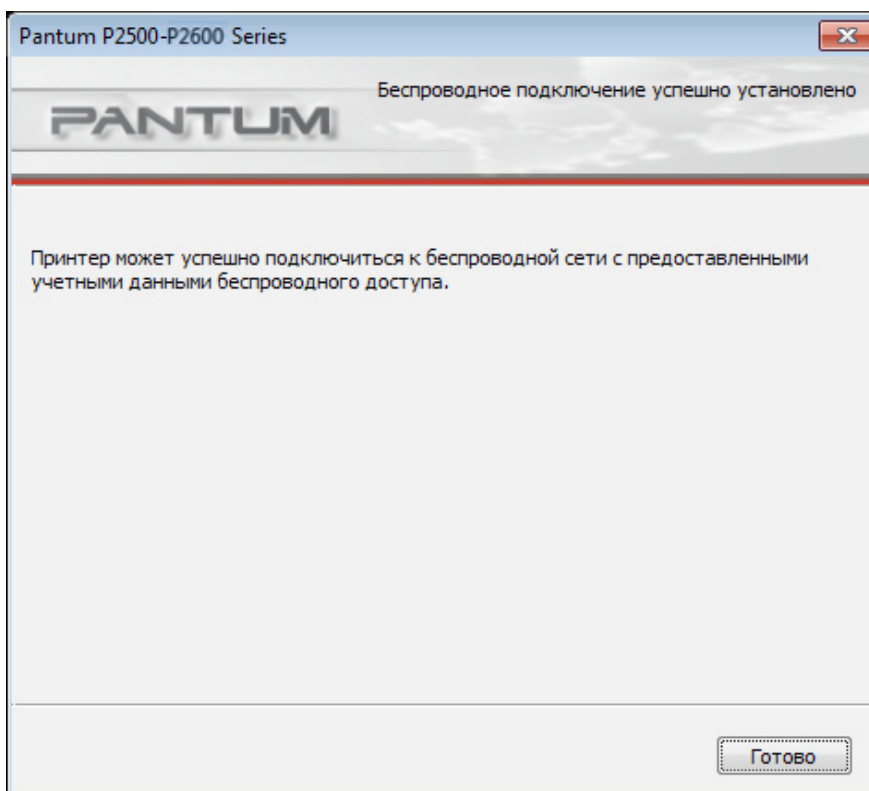 Pantum P2500-P2600 Series
Беспроводное подключение успешно установлено
PANTUM
Принтер может успешно подключиться к беспроводной сети с предоставленными
учетными данными беспроводного доступа.
Готово